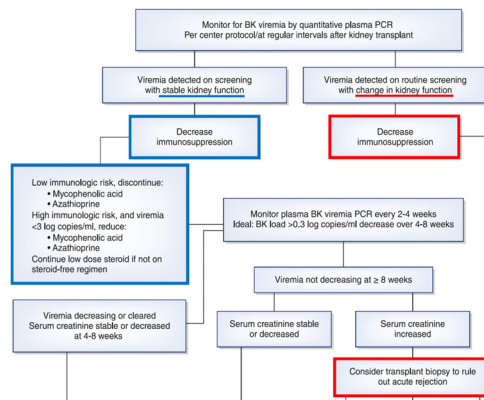 Monitor for BK viremia by quantitative plasma PCR
Per center protocol/at regular intervals after kidney transplant
Viremia detected on screening
with stable kidney function
Viremia detected on routine screening
with change in kidney function
Decrease
immunosuppression
Decrease
immunosuppression
Low immunologic risk, discontinue:
• Mycophenolic acid
• Azathioprine
High immunologic risk, and viremia
<3 log copies/ml, reduce:
• Mycophenolic acid
• Azathioprine
Continue low dose steroid if not on
steroid-free regimen
Monitor plasma BK viremia PCR every 2-4 weeks
Ideal: BK load >0.3 log copies/ml decrease over 4-8 weeks
Viremia not decreasing at ≥ 8 weeks
Viremia decreasing or cleared
Serum creatinine stable or decreased
at 4-8 weeks
Serum creatinine stable
or decreased
Serum creatinine
increased
Consider transplant biopsy to rule
out acute rejection